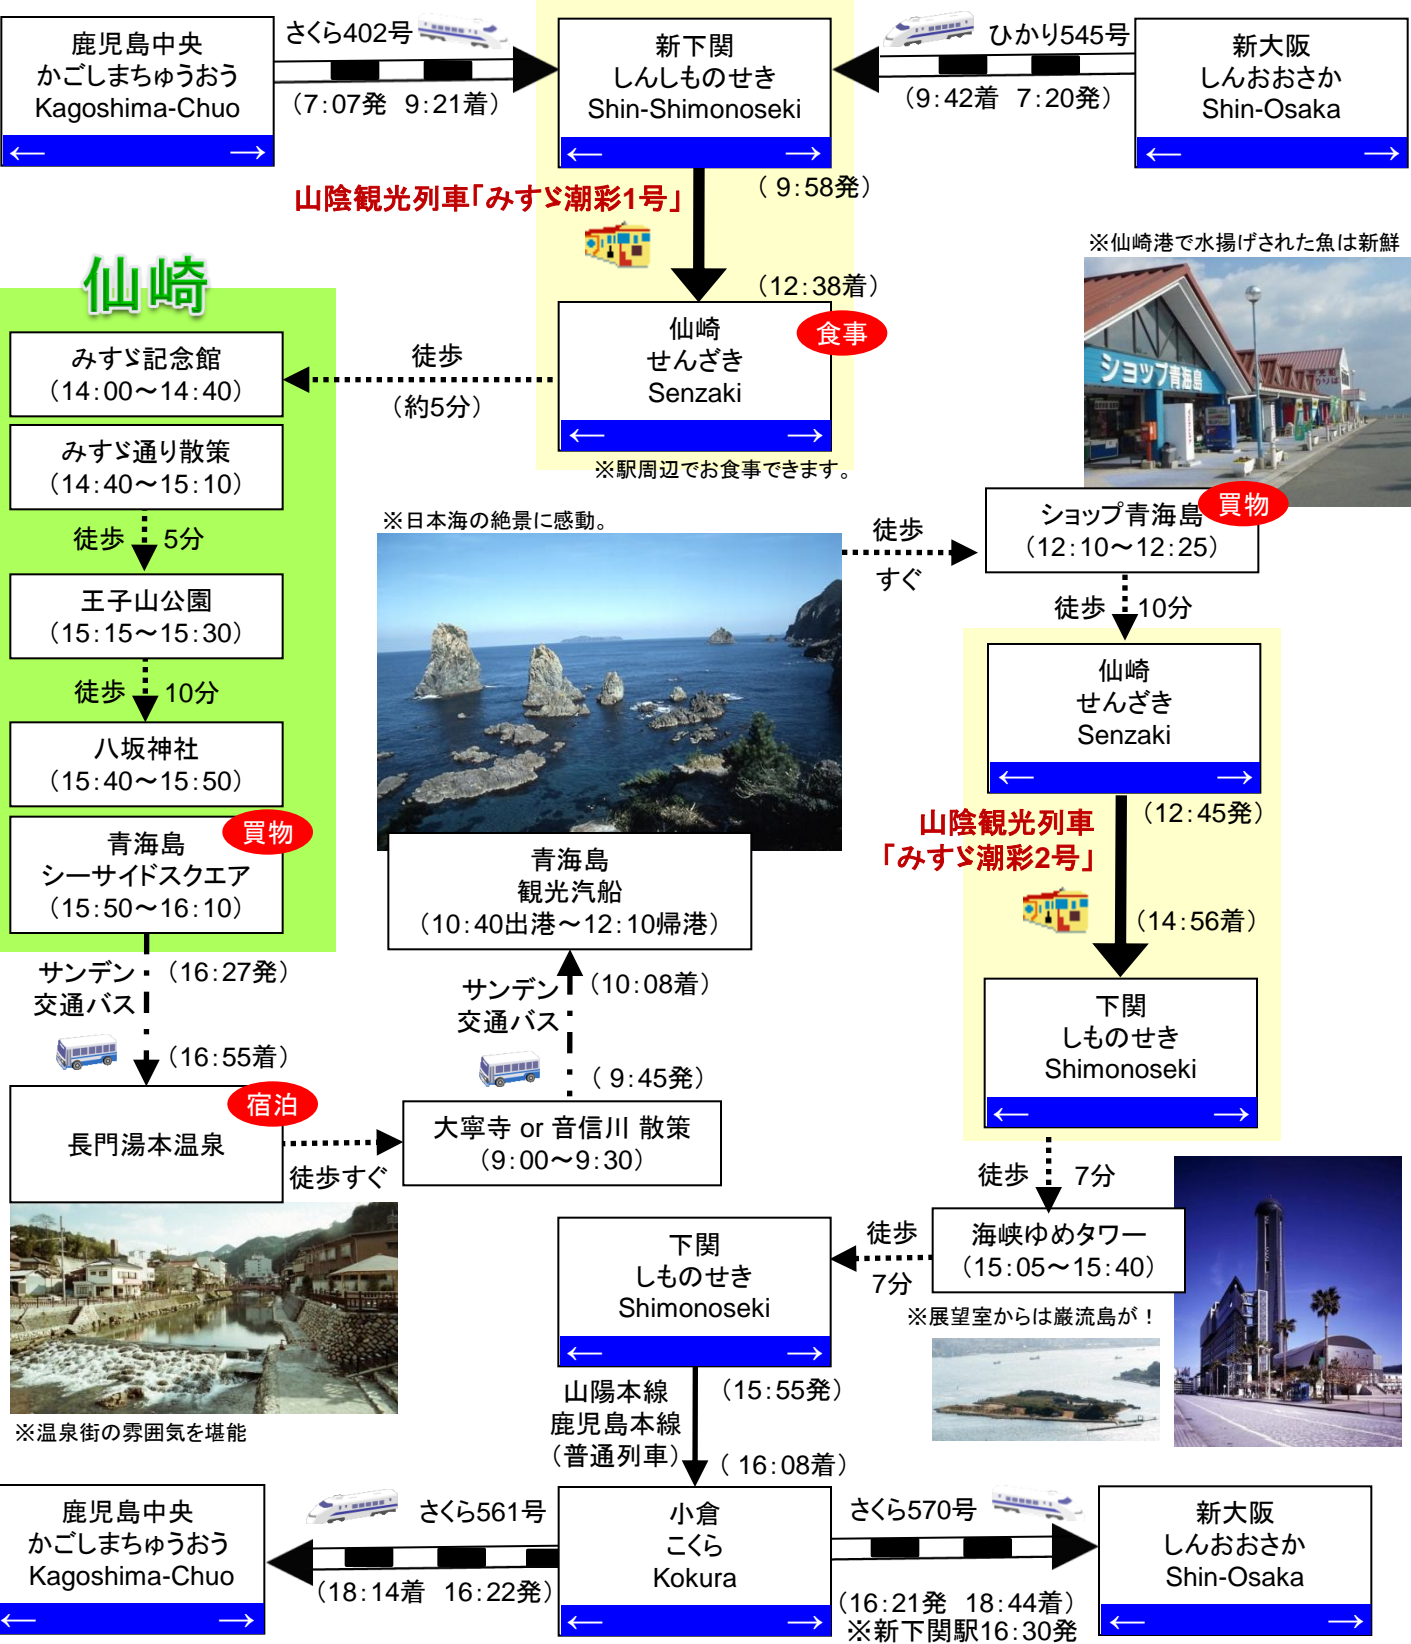 鹿児島中央
かごしまちゅうおう
Kagoshima-Chuo
← →
さくら402号
(7:07発 9:21着)
新下関
しんしものせき
Shin-Shimonoseki
← →
ひかり545号
(9:42着 7:20発)
新大阪
しんおおさか
Shin-Osaka
← →
(9:58発)
山陰観光列車「みすゞ潮彩1号」
(12:38着)
仙崎
せんざき
Senzaki
← →
食事
※駅周辺でお食事できます。
徒歩
(約5分)
仙崎
みすゞ記念館
(14:00～14:40)
みすゞ通り散策
(14:40～15:10)
徒歩 5分
王子山公園
(15:15～15:30)
徒歩 10分
八坂神社
(15:40～15:50)
買物
青海島
シーサイドスクエア
(15:50～16:10)
サンデン
交通バス
(16:27発)
(16:55着)
宿泊
長門湯本温泉
※温泉街の雰囲気を堪能
徒歩すぐ
大寧寺 or 音信川 散策
(9:00～9:30)
(9:45発)
サンデン
交通バス
(10:08着)
青海島
観光汽船
(10:40出港～12:10帰港)
※日本海の絶景に感動。
徒歩
すぐ
※仙崎港で水揚げされた魚は新鮮
ショップ青海島
買物
ショップ青海島
(12:10～12:25)
徒歩 10分
仙崎
せんざき
Senzaki
← →
(12:45発)
山陰観光列車
「みすゞ潮彩2号」
(14:56着)
下関
しものせき
Shimonoseki
← →
徒歩 7分
海峡ゆめタワー
(15:05～15:40)
※展望室からは巌流島が！
徒歩
7分
下関
しものせき
Shimonoseki
← →
山陽本線
鹿児島本線
(普通列車)
(15:55発)
(16:08着)
小倉
こくら
Kokura
← →
さくら561号
(18:14着 16:22発)
鹿児島中央
かごしまちゅうおう
Kagoshima-Chuo
← →
さくら570号
(16:21発 18:44着)
※新下関駅16:30発
新大阪
しんおおさか
Shin-Osaka
← →